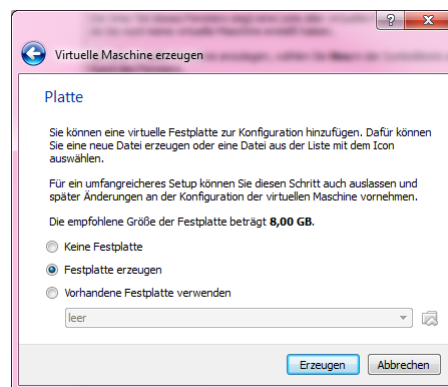 Virtuelle Maschine erzeugen
Platte
Sie können eine virtuelle Festplatte zur Konfiguration hinzufügen. Dafür können
Sie eine neue Datei erzeugen oder eine Datei aus der Liste mit dem Icon
auswählen.
Für ein umfangreicheres Setup können Sie diesen Schritt auch auslassen und
später Änderungen an der Konfiguration der virtuellen Maschine vornehmen.
Die empfohlene Größe der Festplatte beträgt 8,00 GB.
Keine Festplatte
Festplatte erzeugen
Vorhandene Festplatte verwenden
leer
Erzeugen Abbrechen